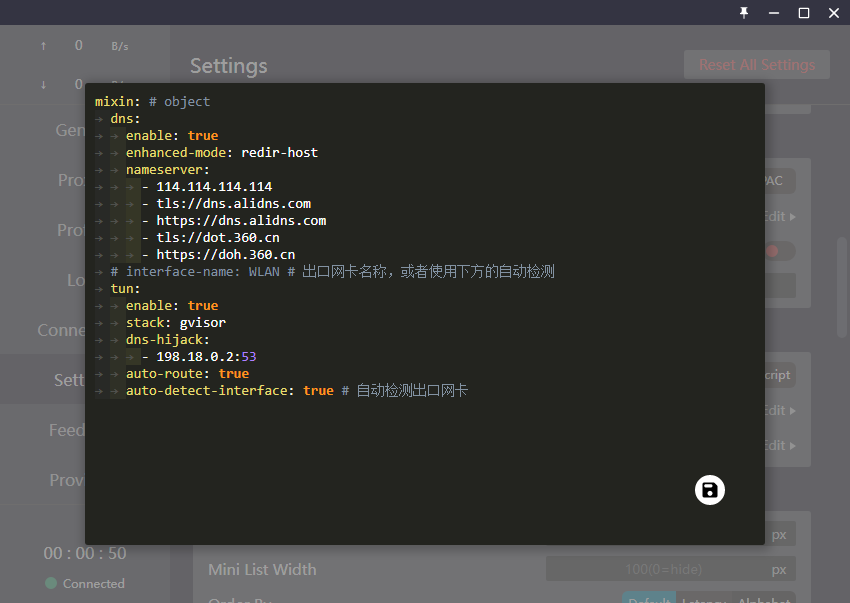 ↑ 0 B/s
Settings
Reset All Settings
↓ 0
mixin: # object
dns:
enable: true
enhanced-mode: redir-host
nameserver:
- 114.114.114.114
- tls://dns.alidns.com
- https://dns.alidns.com
- tls://dot.360.cn
- https://doh.360.cn
# interface-name: WLAN # 出口网卡名称，或者使用下方的自动检测
tun:
enable: true
stack: gvisor
dns-hijack:
- 198.18.0.2:53
auto-route: true
auto-detect-interface: true # 自动检测出口网卡
Gen
Pro
Pro
Lo
Conne
Sett
Feed
Prov
PAC
Edit
cript
Edit
Edit
px
00 : 00 : 50
Connected
Mini List Width
100(0=hide)
px
Order By
Default Latency Alphabet